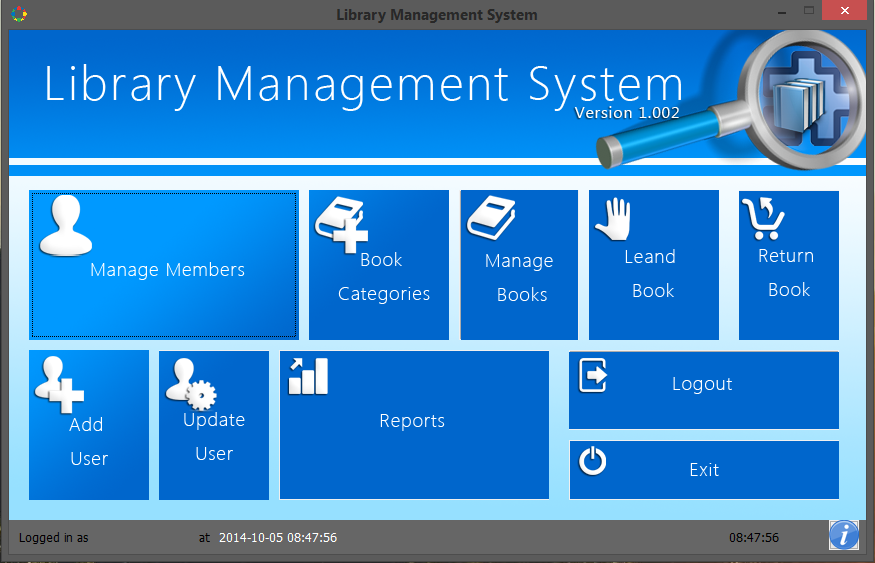 Library Management System
Library Management System
Version 1.002
Manage Members
Book
Categories
Manage
Books
Leand
Book
Return
Book
Add
User
Update
User
Reports
Logout
Exit
Logged in as at 2014-10-05 08:47:56 08:47:56